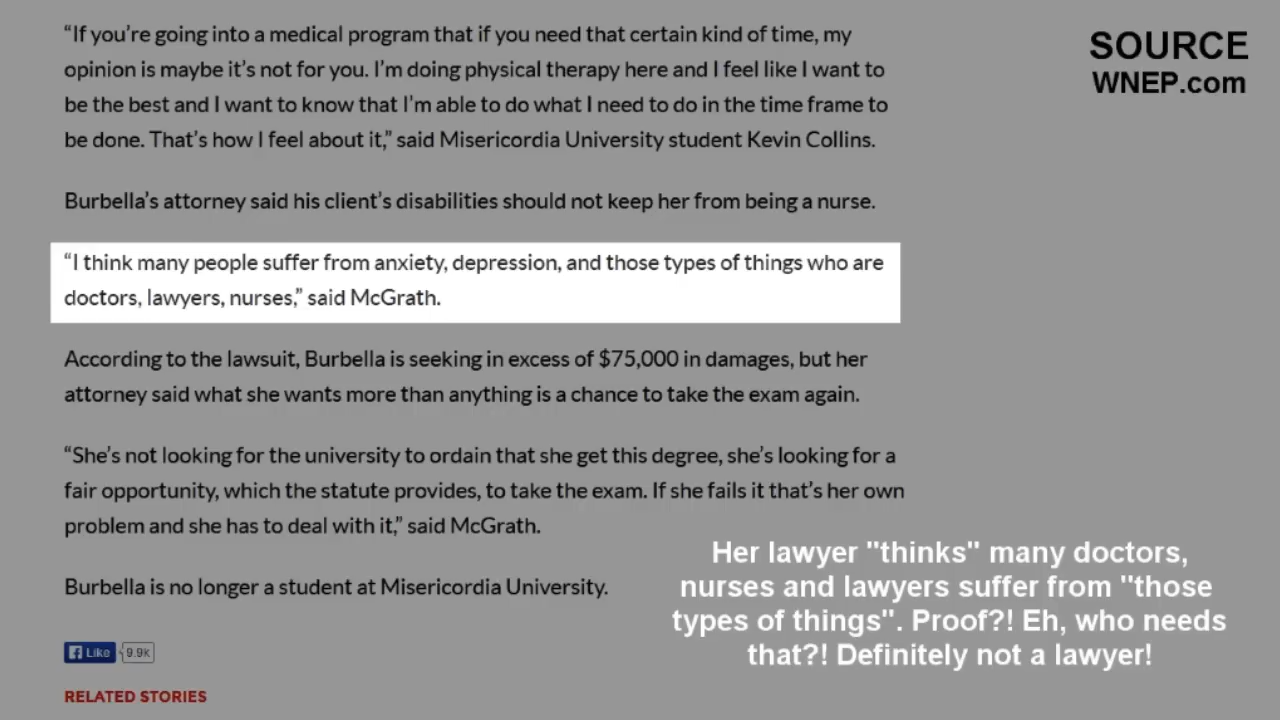 “If you’re going into a medical program that if you need that certain kind of time, my
opinion is maybe it’s not for you. I’m doing physical therapy here and I feel like I want to
be the best and I want to know that I’m able to do what I need to do in the time frame to
be done. That’s how I feel about it,” said Misericordia University student Kevin Collins.
SOURCE
WNEP.com
Burbella’s attorney said his client’s disabilities should not keep her from being a nurse.
“I think many people suffer from anxiety, depression, and those types of things who are
doctors, lawyers, nurses,” said McGrath.
According to the lawsuit, Burbella is seeking in excess of $75,000 in damages, but her
attorney said what she wants more than anything is a chance to take the exam again.
“She’s not looking for the university to ordain that she get this degree, she’s looking for a
fair opportunity, which the statute provides, to take the exam. If she fails it that’s her own
problem and she has to deal with it,” said McGrath.
Burbella is no longer a student at Misericordia University.
Her lawyer "thinks" many doctors,
nurses and lawyers suffer from "those
types of things". Proof?! Eh, who needs
that?! Definitely not a lawyer!
Like 9.9k
RELATED STORIES